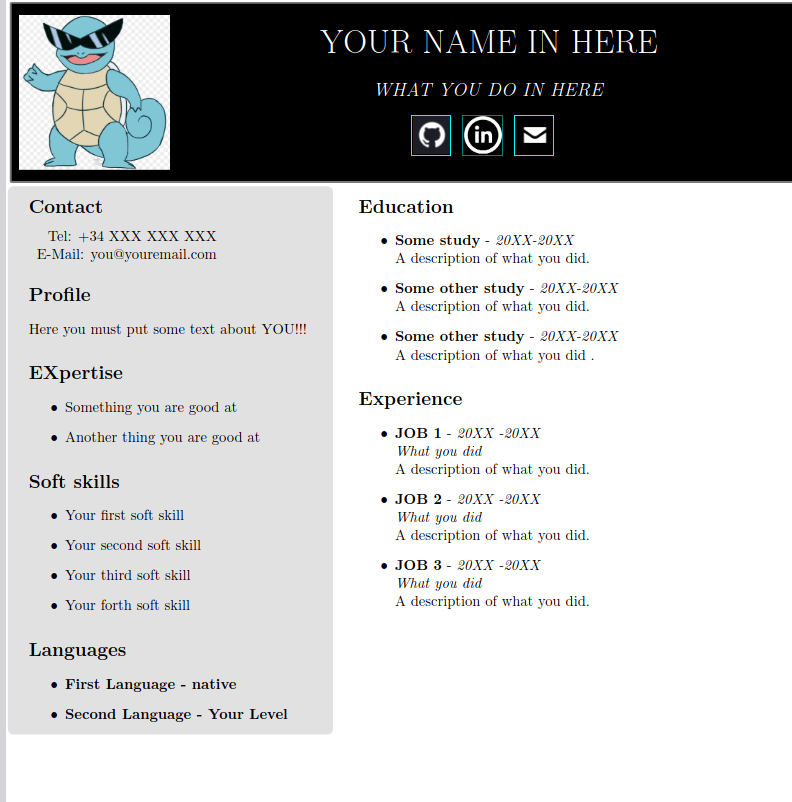 YOUR NAME IN HERE
WHAT YOU DO IN HERE
in
Contact
Tel: +34 XXX XXX XXX
E-Mail: you@youremail.com
Profile
Here you must put some text about YOU!!!
EXpertise
• Something you are good at
• Another thing you are good at
Soft skills
• Your first soft skill
• Your second soft skill
• Your third soft skill
• Your forth soft skill
Languages
• First Language - native
• Second Language - Your Level
Education
• Some study - 20XX-20XX
A description of what you did.
• Some other study - 20XX-20XX
A description of what you did.
• Some other study - 20XX-20XX
A description of what you did .
Experience
• JOB 1 - 20XX -20XX
What you did
A description of what you did.
• JOB 2 - 20XX -20XX
What you did
A description of what you did.
• JOB 3 - 20XX -20XX
What you did
A description of what you did.